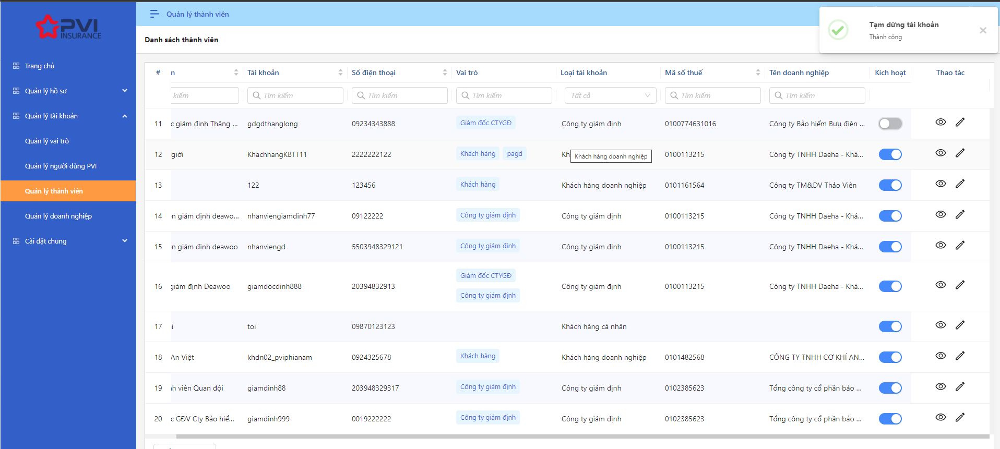 PVI
INSURANCE
Trang chủ
Quản lý hồ sơ
Quản lý tài khoản
Quản lý vai trò
Quản lý người dùng PVI
Quản lý thành viên
Quản lý doanh nghiệp
Cài đặt chung
Quản lý thành viên
Tạm dừng tài khoản
Thành công
Danh sách thành viên
# n Tài khoản Số điện thoại Vai trò Loại tài khoản Mã số thuế Tên doanh nghiệp Kích hoạt Thao tác
kiếm Tìm kiếm Tìm kiếm Tìm kiếm Tất cả Tìm kiếm Tìm kiếm
11 c giám định Thăng ... gdgdthanglong 09234343888 Giám đốc CTYGĐ Công ty giám định 0100774631016 Công ty Bảo hiểm Bưu điện ...
12 giới KhachhangKBTT11 2222222122 Khách hàng pagd Kh 0100113215 Công ty TNHH Daeha - Khá...
Khách hàng doanh nghiệp
13 122 123456 Khách hàng Khách hàng doanh nghiệp 0101161564 Công ty TM&DV Thảo Viên
14 n giám định deawo... nhanviengiamdinh77 09122222 Công ty giám định Công ty giám định 0100113215 Công ty TNHH Daeha - Khá...
15 n giám định deawoo nhanviengd 5503948329121 Công ty giám định Công ty giám định 0100113215 Công ty TNHH Daeha - Khá...
16 giám định Deawoo giamdocdinh888 20394832913 Giám đốc CTYGĐ Công ty giám định Công ty giám định 0100113215 Công ty TNHH Daeha - Khá...
17 i toi 09870123123 Khách hàng cá nhân
18 An Việt khdn02_pviphianam 0924325678 Khách hàng Khách hàng doanh nghiệp 0101482568 CÔNG TY TNHH CƠ KHÍ AN...
19 h viên Quan đội giamdinh88 203948329317 Công ty giám định Công ty giám định 0102385623 Tổng công ty cổ phần bảo ...
20 c GĐV Cty Bảo hiể... giamdinh999 0019222222 Công ty giám định Công ty giám định 0102385623 Tổng công ty cổ phần bảo ...